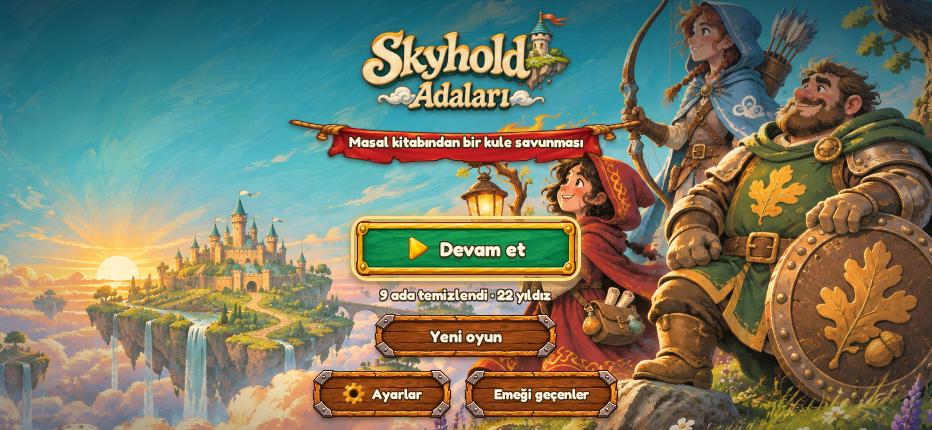 Skyhold
Adaları
Masal kitabından bir kule savunması
Devam et
9 ada temizlendi · 22 yıldız
Yeni oyun
Ayarlar
Emeği geçenler